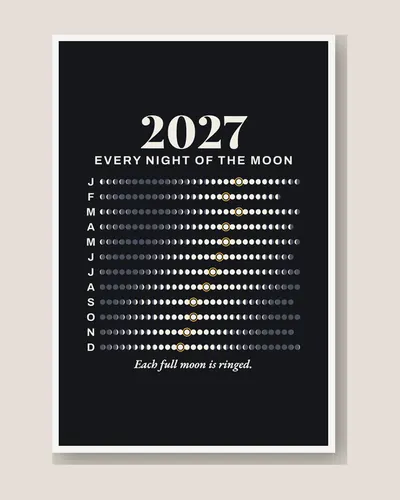 2027
EVERY NIGHT OF THE MOON
J
F
M
A
M
J
J
A
S
O
N
D
Each full moon is ringed.